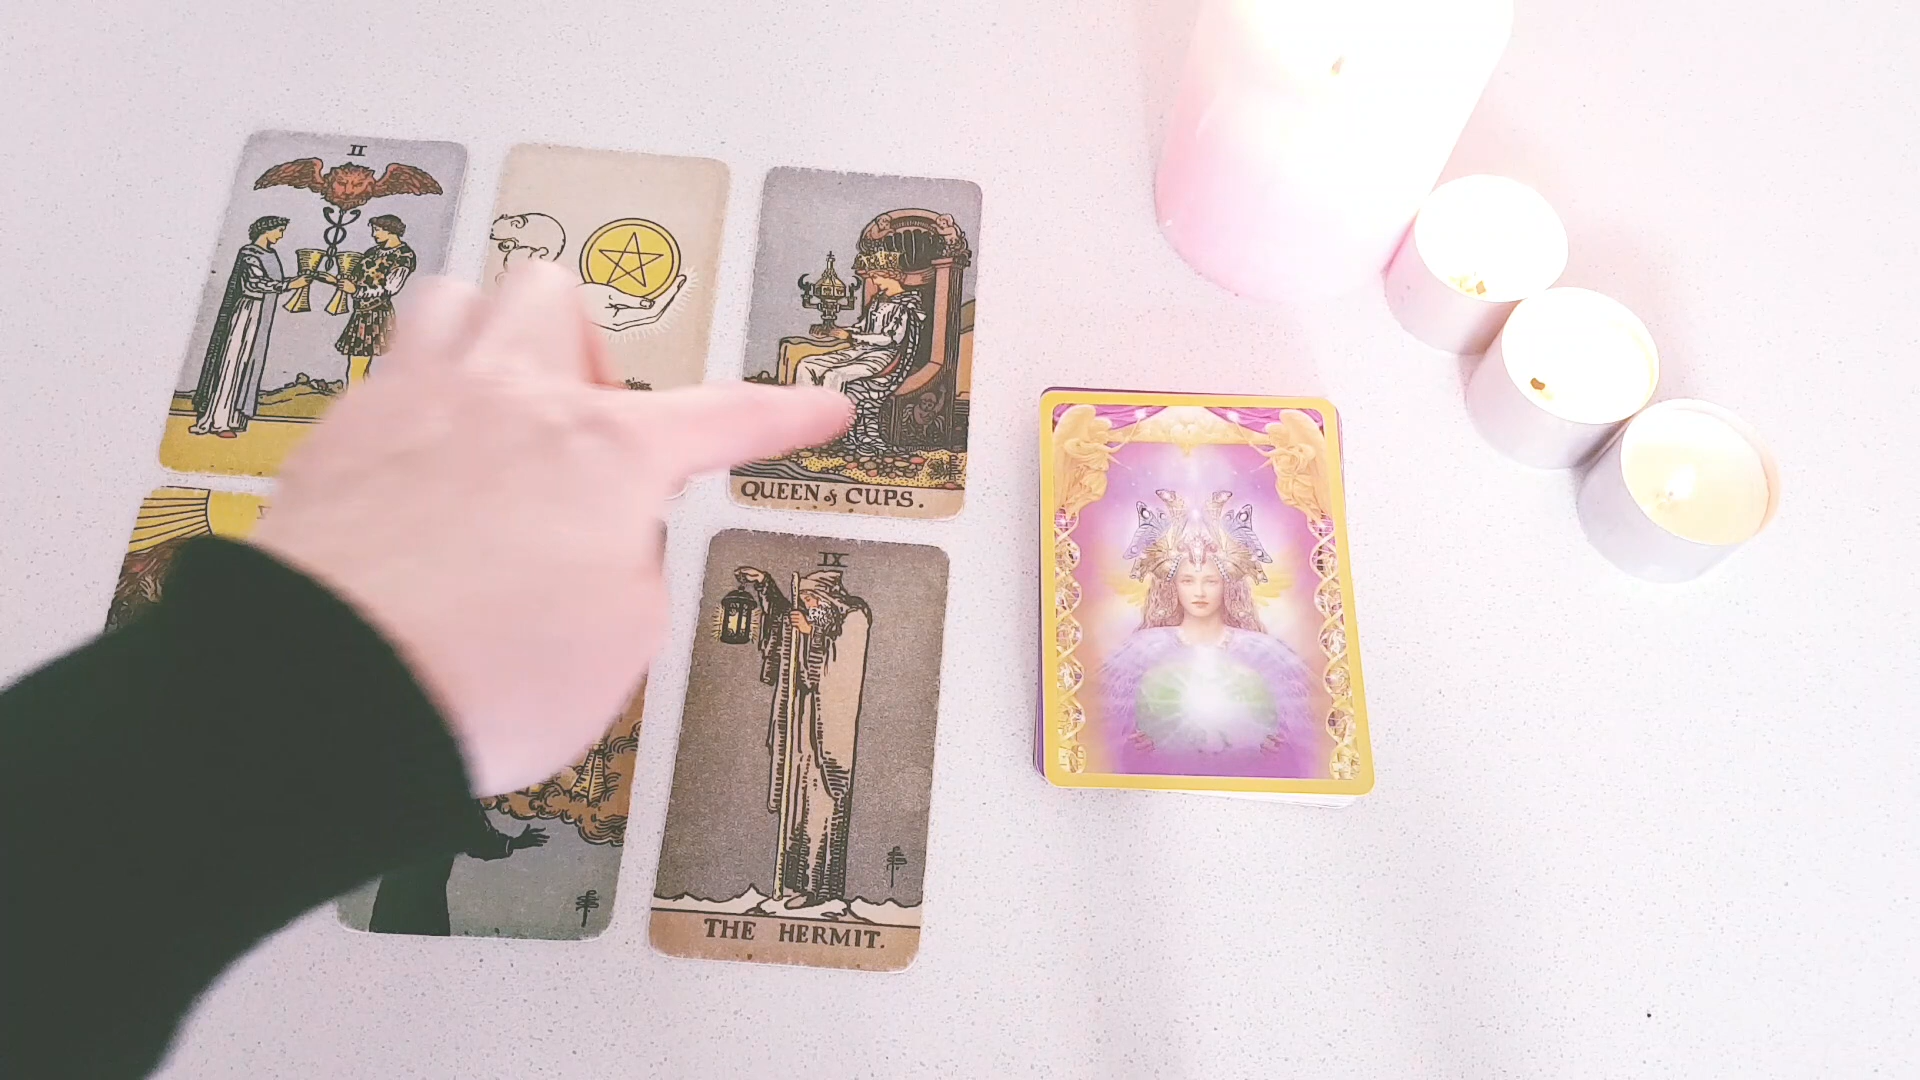 II
QUEEN of CUPS.
IX
THE HERMIT.